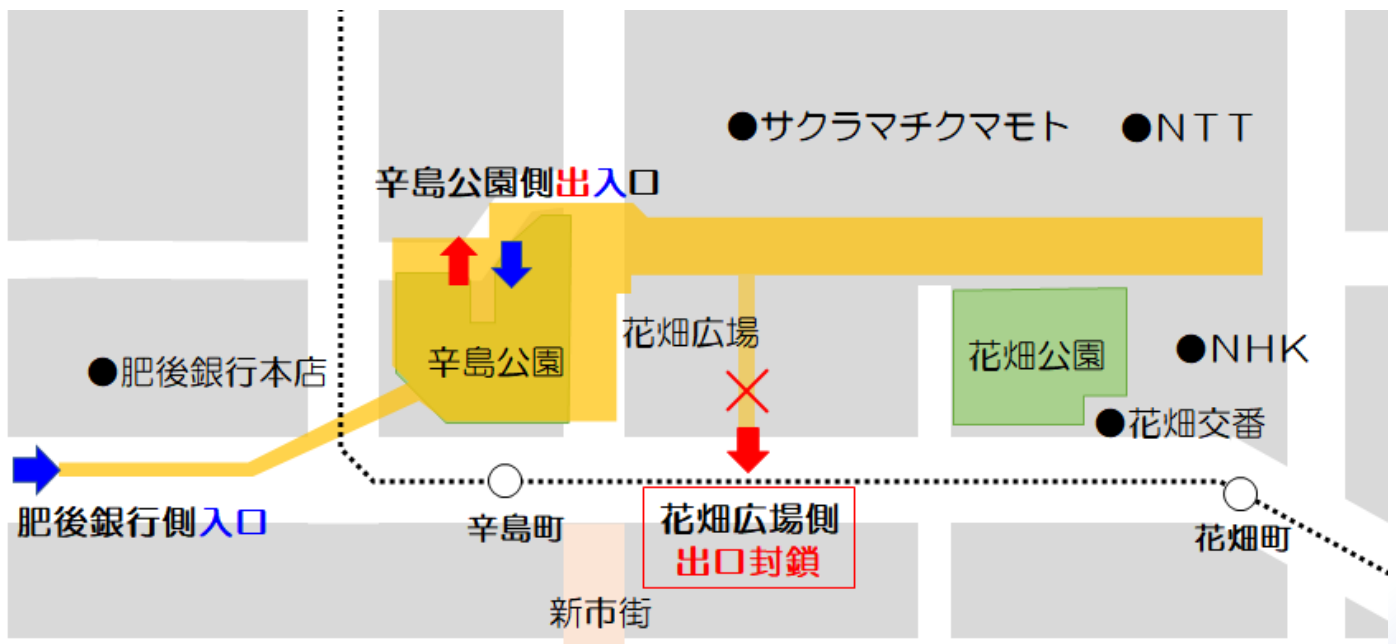 ●サクラマチクマモト
●ＮＴＴ
辛島公園側出入口
花畑広場
辛島公園
花畑公園
●ＮＨＫ
●肥後銀行本店
●花畑交番
肥後銀行側入口
辛島町
花畑広場側
出口封鎖
花畑町
新市街